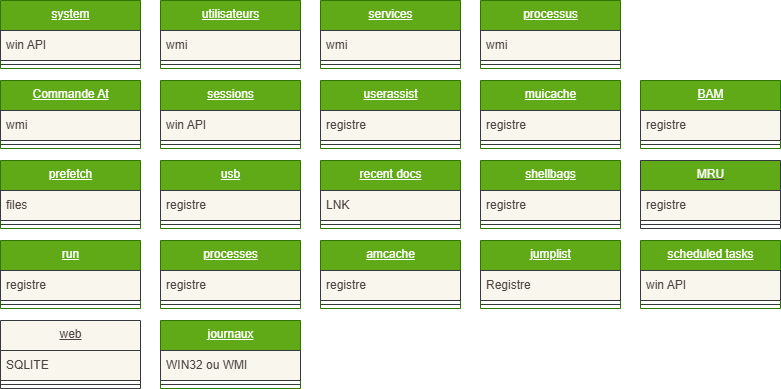 system utilisateurs services processus
win API wmi wmi wmi
Commande At sessions userassist muicache BAM
wmi win API registre registre registre
prefetch usb recent docs shellbags MRU
files registre LNK registre registre
run processes amcache jumplist scheduled tasks
registre registre registre Registre win API
web journaux
SQLITE WIN32 ou WMI